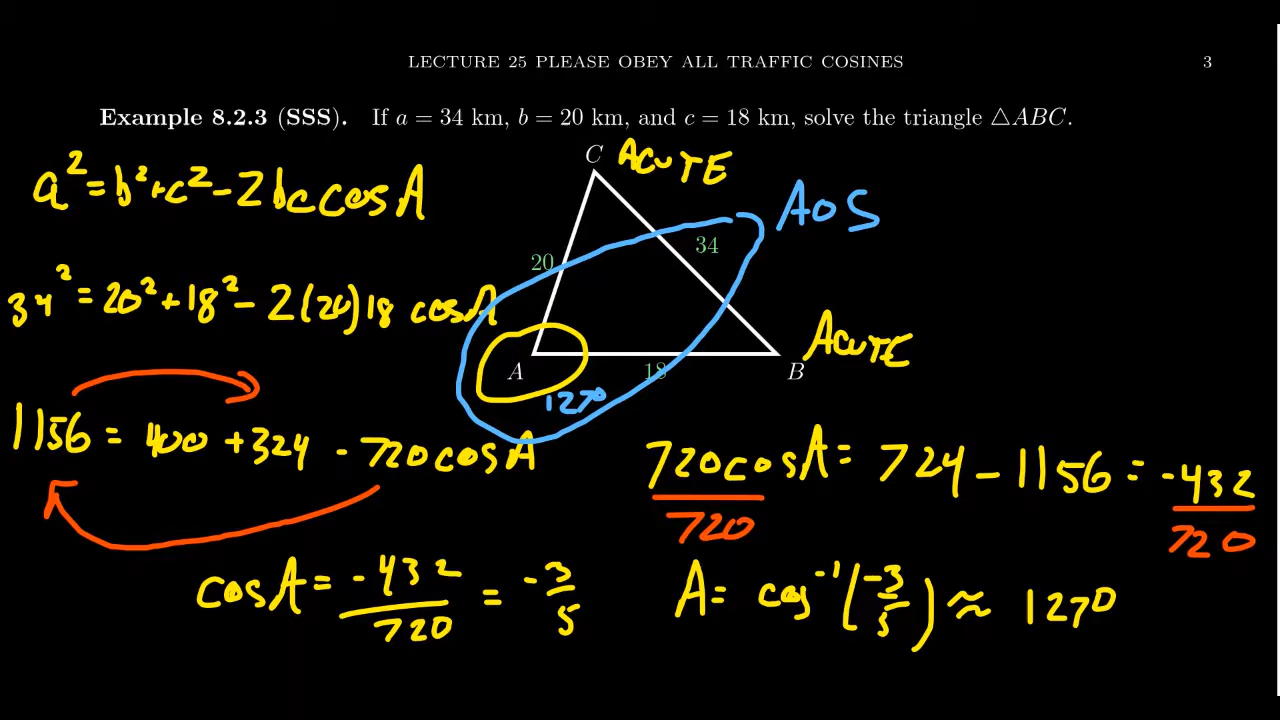 LECTURE 25 PLEASE OBEY ALL TRAFFIC COSINES 3
Example 8.2.3 (SSS). If a = 34 km, b = 20 km, and c = 18 km, solve the triangle △ABC.
C ACUTE
a² = b² + c² - 2bc cos A
AOS
34
20
34² = 20² + 18² - 2(20)18 cos A
A 18 B ACUTE
127°
1156 = 400 + 324 - 720 cos A
720 cos A = 724 - 1156 = -432
720 720
cos A = -432/720 = -3/5
A = cos⁻¹(-3/5) ≈ 127°